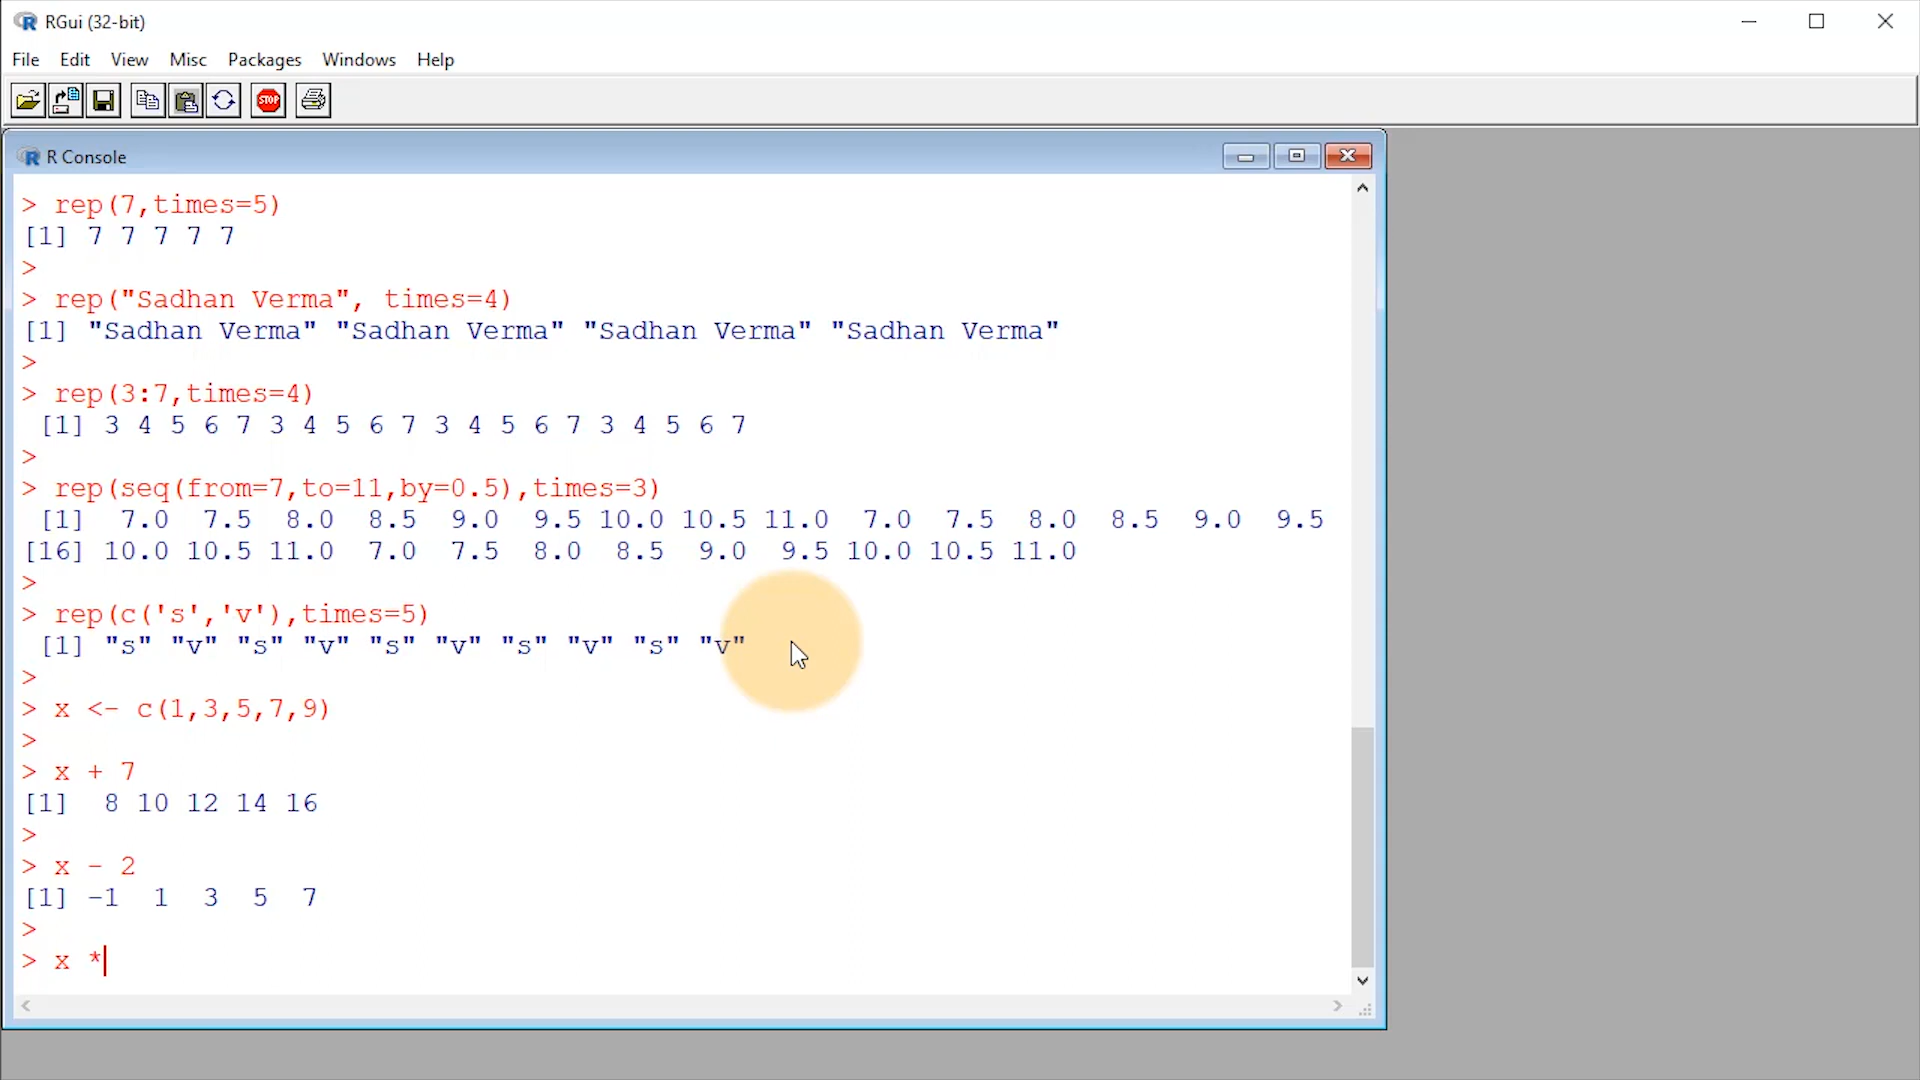 RGui (32-bit)
File Edit View Misc Packages Windows Help
STOP
R Console
> rep(7,times=5)
[1] 7 7 7 7 7
>
> rep("Sadhan Verma", times=4)
[1] "Sadhan Verma" "Sadhan Verma" "Sadhan Verma" "Sadhan Verma"
>
> rep(3:7,times=4)
 [1] 3 4 5 6 7 3 4 5 6 7 3 4 5 6 7 3 4 5 6 7
>
> rep(seq(from=7,to=11,by=0.5),times=3)
 [1]  7.0  7.5  8.0  8.5  9.0  9.5 10.0 10.5 11.0  7.0  7.5  8.0  8.5  9.0  9.5
[16] 10.0 10.5 11.0  7.0  7.5  8.0  8.5  9.0  9.5 10.0 10.5 11.0
>
> rep(c('s','v'),times=5)
 [1] "s" "v" "s" "v" "s" "v" "s" "v" "s" "v"
>
> x <- c(1,3,5,7,9)
>
> x + 7
[1]  8 10 12 14 16
>
> x - 2
[1] -1  1  3  5  7
>
> x *